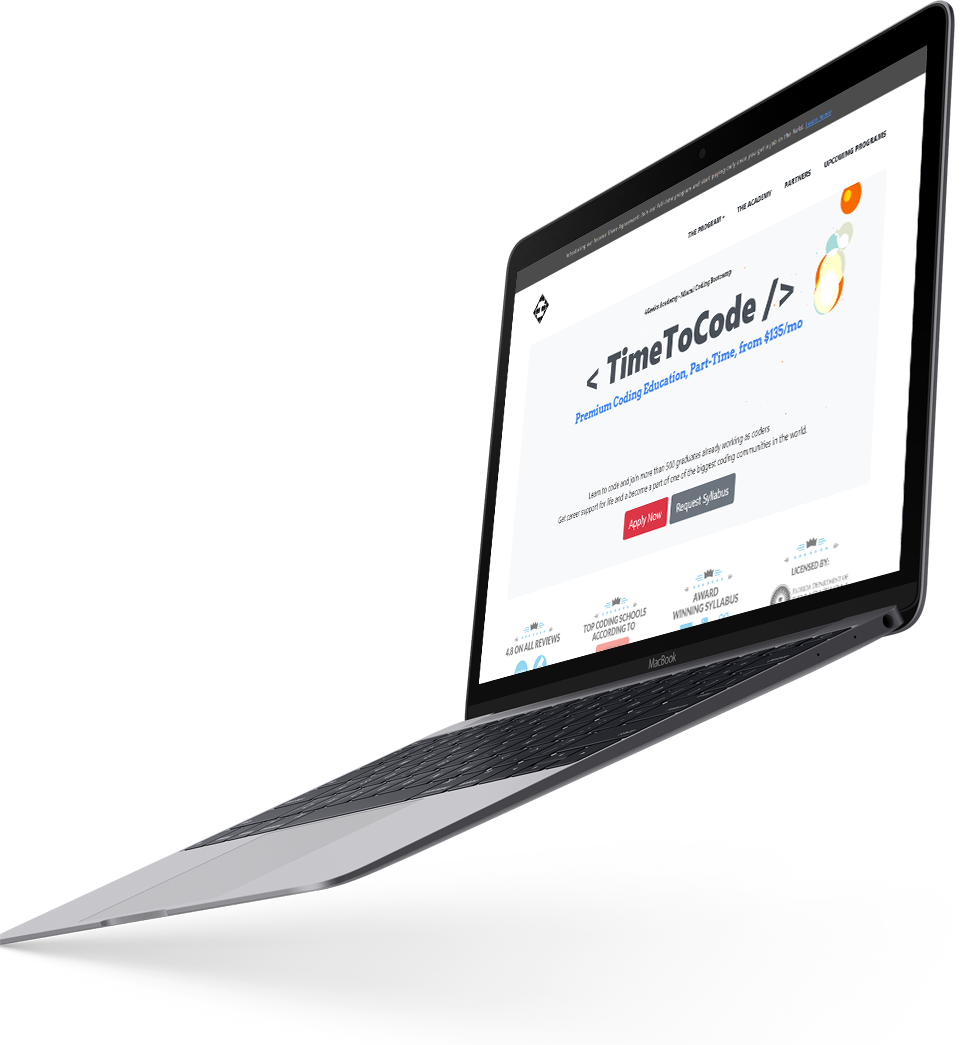 Introducing our Income Share Agreement: Join our full-time program and start paying only once you get a job in the field. Learn More
THE PROGRAM
THE ACADEMY
PARTNERS
UPCOMING PROGRAMS
4Geeks Academy - Miami Coding Bootcamp
< TimeToCode />
Premium Coding Education, Part-Time, from $135/mo
Learn to code and join more than 500 graduates already working as coders
Get career support for life and a become a part of one of the biggest coding communities in the world.
Apply Now
Request Syllabus
4.8 ON ALL REVIEWS
TOP CODING SCHOOLS
ACCORDING TO
AWARD
WINNING SYLLABUS
LICENSED BY:
FLORIDA DEPARTMENT OF
MacBook